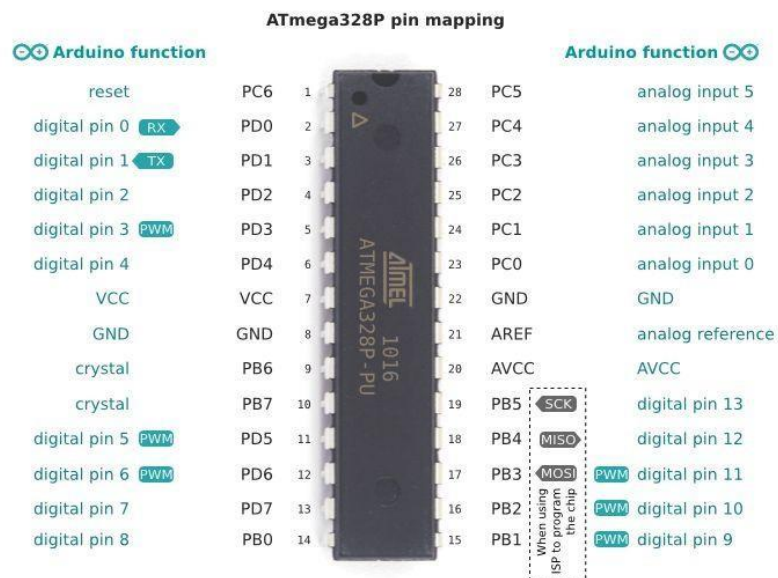 ATmega328P pin mapping
Arduino function
Arduino function
reset PC6 1 28 PC5 analog input 5
digital pin 0 RX PD0 2 27 PC4 analog input 4
digital pin 1 TX PD1 3 26 PC3 analog input 3
digital pin 2 PD2 4 25 PC2 analog input 2
digital pin 3 PWM PD3 5 24 PC1 analog input 1
digital pin 4 PD4 6 23 PC0 analog input 0
VCC VCC 7 22 GND GND
GND GND 8 21 AREF analog reference
crystal PB6 9 20 AVCC AVCC
crystal PB7 10 19 PB5 SCK digital pin 13
digital pin 5 PWM PD5 11 18 PB4 MISO digital pin 12
digital pin 6 PWM PD6 12 17 PB3 MOSI PWM digital pin 11
digital pin 7 PD7 13 16 PB2 PWM digital pin 10
digital pin 8 PB0 14 15 PB1 PWM digital pin 9
When using
ISP to program
the chip
ATMEL 1016
ATMEGA328P-PU